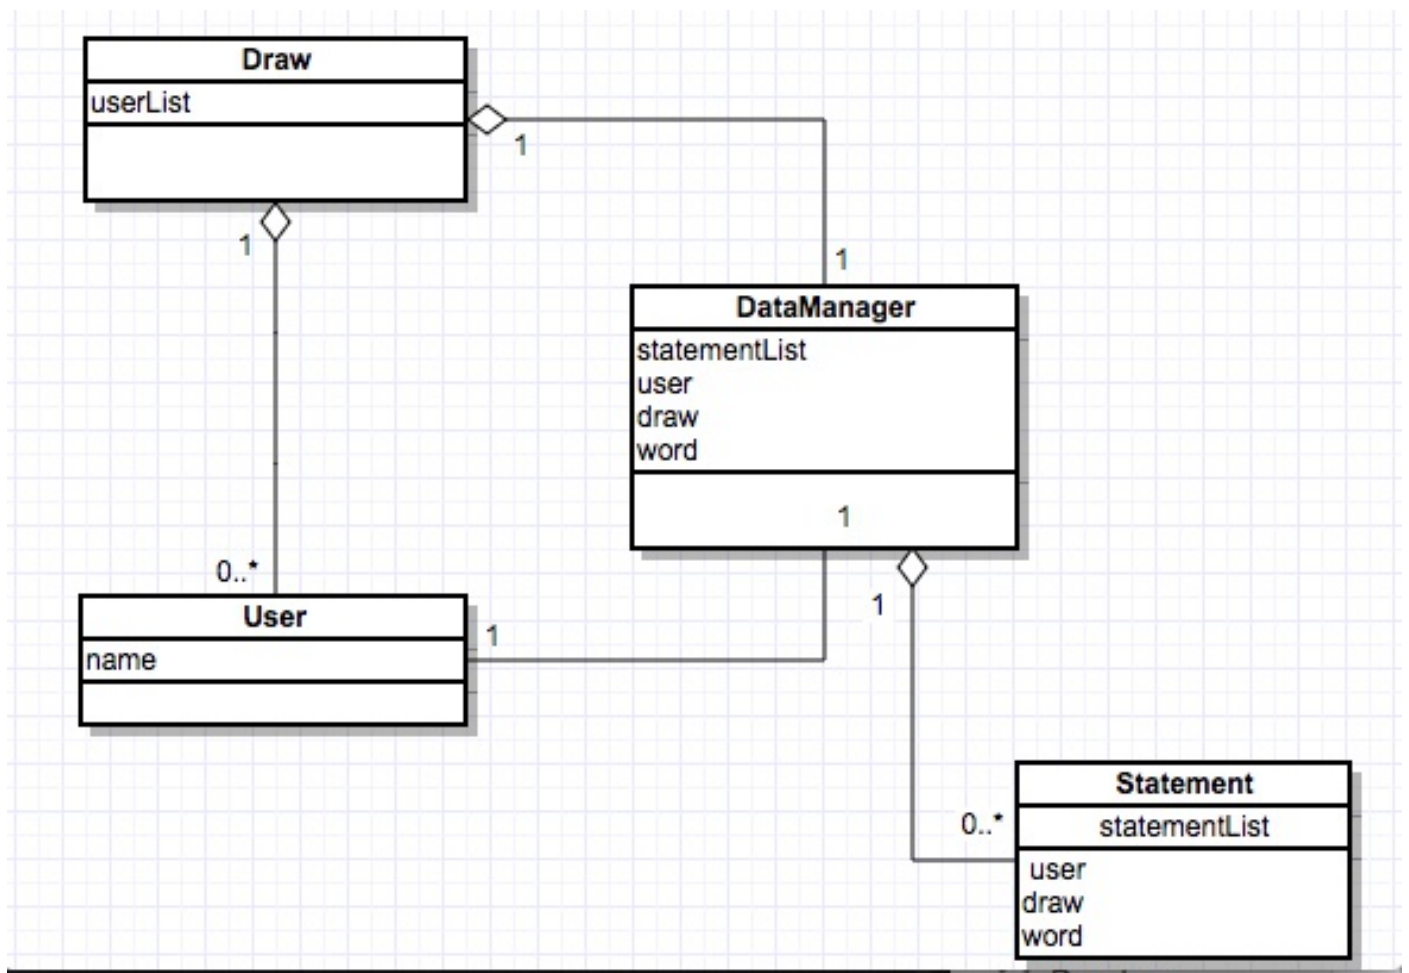 Draw
userList
1
1
1
DataManager
statementList
user
draw
word
1
0..*
User
name
1
1
Statement
0..*
statementList
user
draw
word